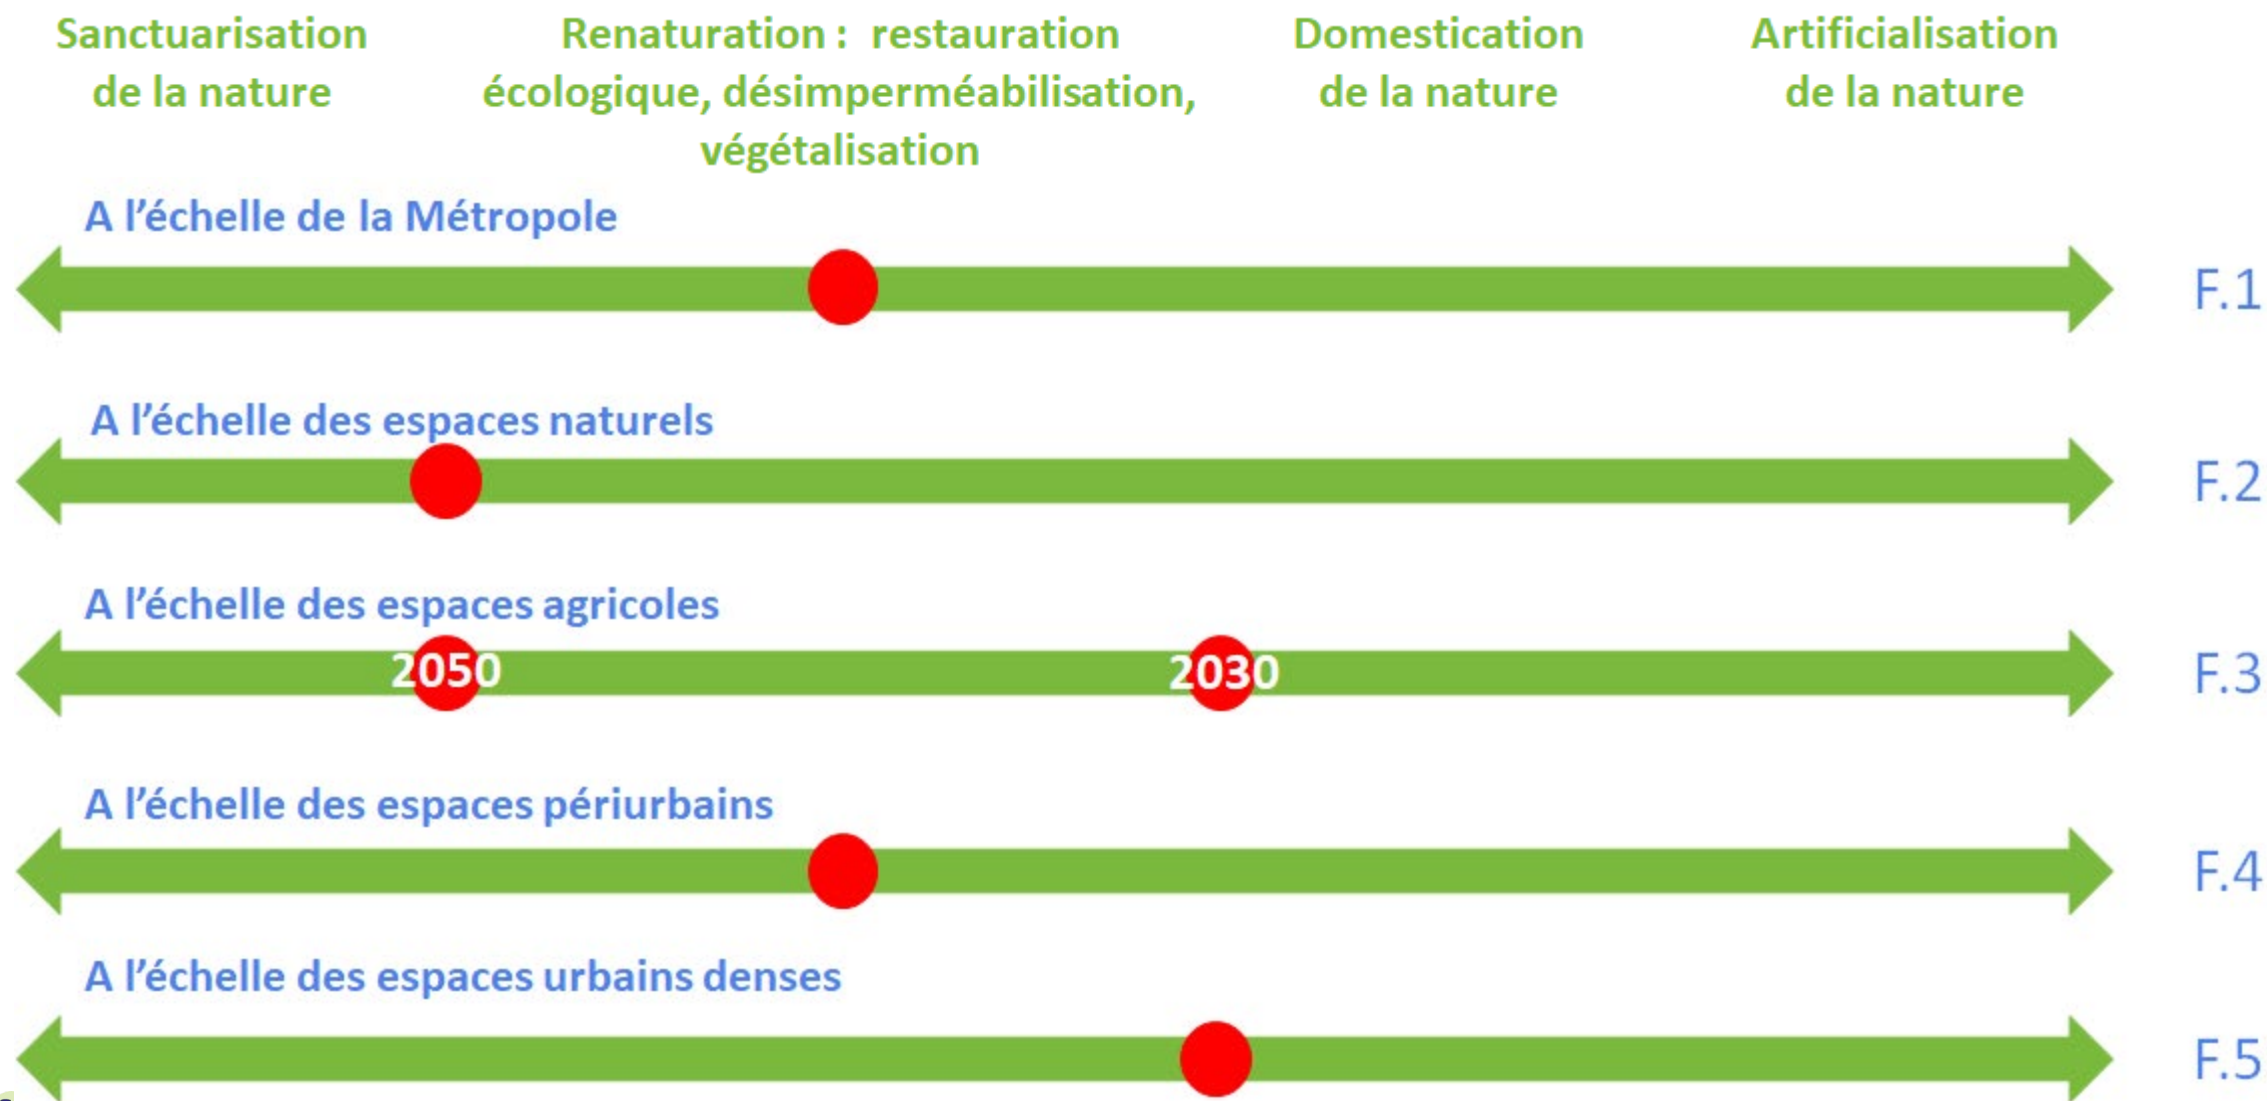 Sanctuarisation
de la nature
Renaturation : restauration
écologique, désimperméabilisation,
végétalisation
Domestication
de la nature
Artificialisation
de la nature
A l’échelle de la Métropole
F.1
A l’échelle des espaces naturels
F.2
A l’échelle des espaces agricoles
2050
2030
F.3
A l’échelle des espaces périurbains
F.4
A l’échelle des espaces urbains denses
F.5